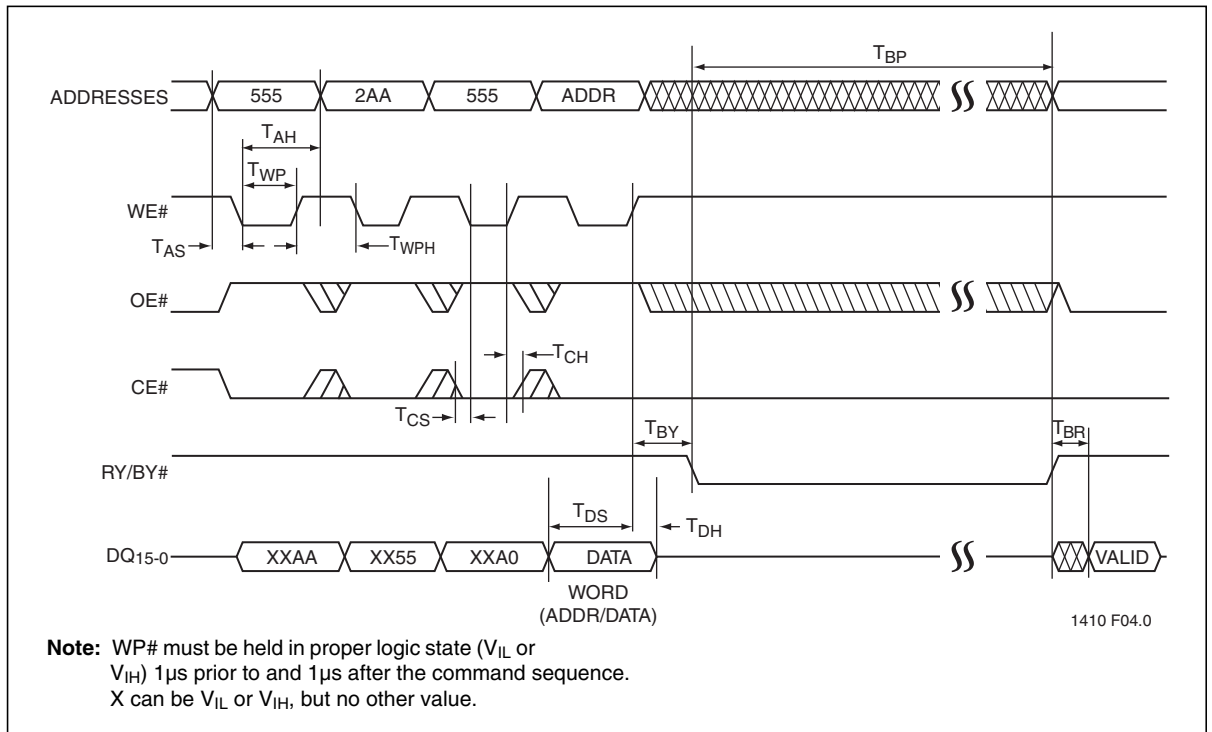 T_BP
ADDRESSES 555 2AA 555 ADDR
T_AH
T_WP
WE#
T_AS T_WPH
OE#
T_CH
CE#
T_CS
T_BY T_BR
RY/BY#
T_DS T_DH
DQ15-0 XXAA XX55 XXA0 DATA VALID
WORD
(ADDR/DATA)
1410 F04.0
Note: WP# must be held in proper logic state (V_IL or
V_IH) 1µs prior to and 1µs after the command sequence.
X can be V_IL or V_IH, but no other value.